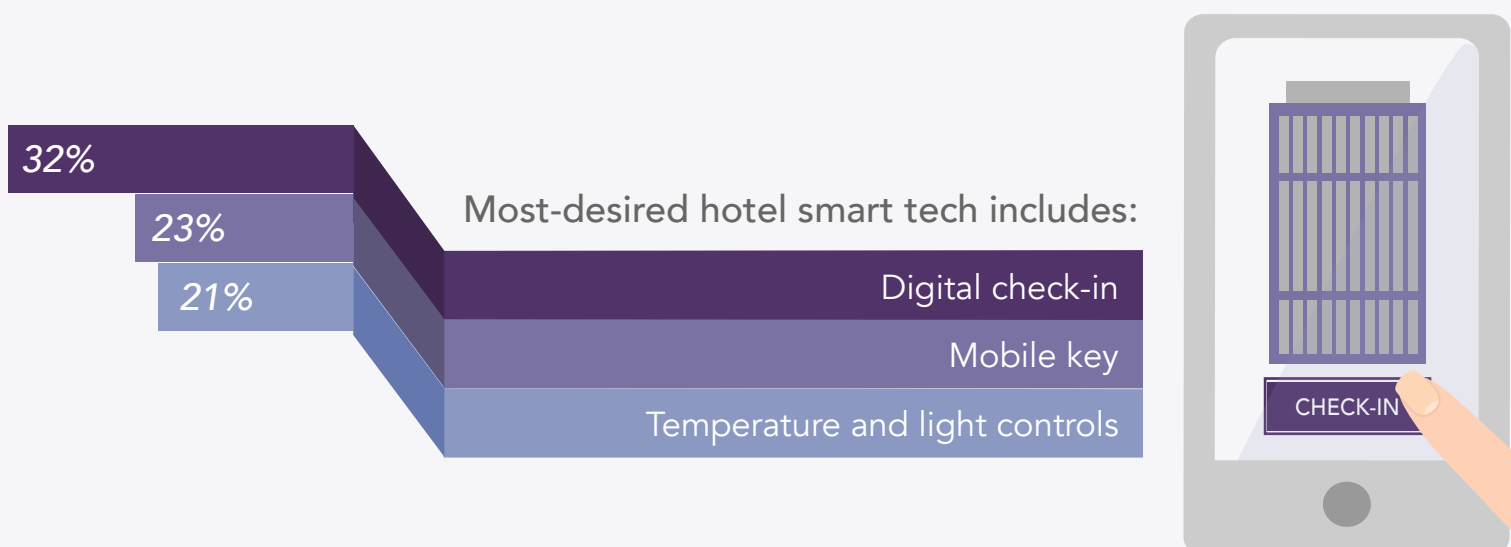 32%
23%
21%
Most-desired hotel smart tech includes:
Digital check-in
Mobile key
Temperature and light controls
CHECK-IN